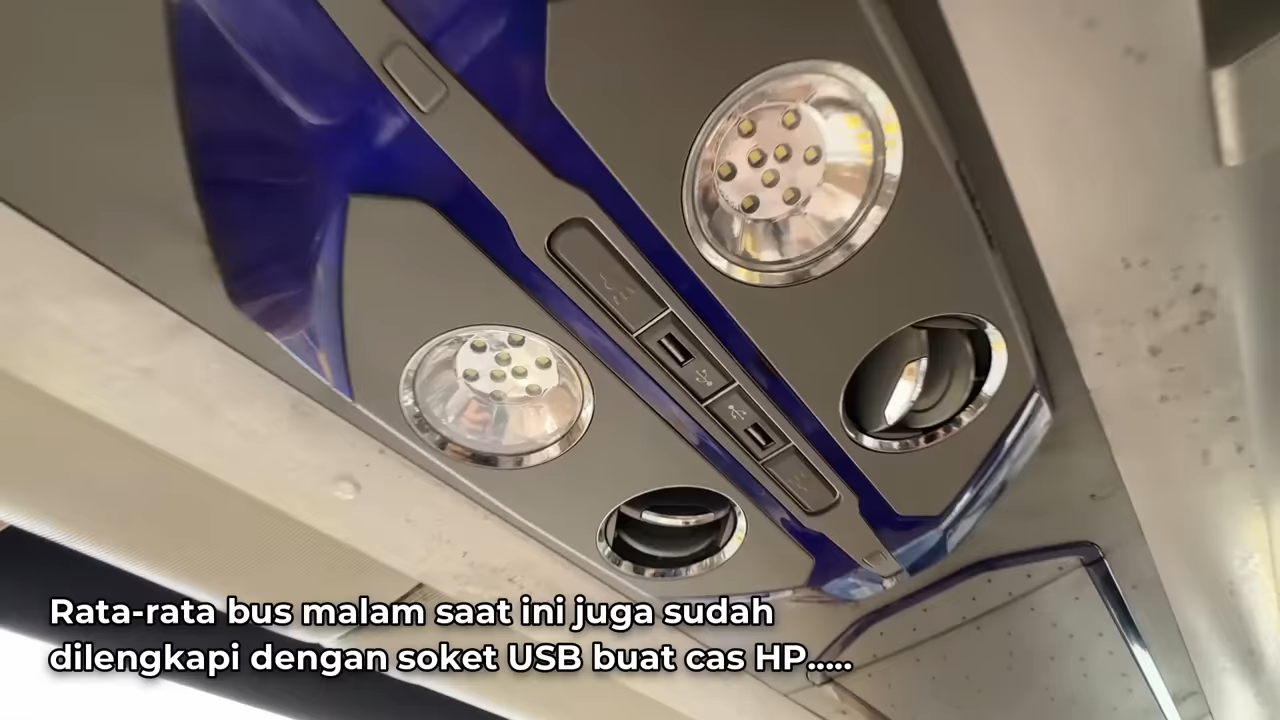 Rata-rata bus malam saat ini juga sudah
dilengkapi dengan soket USB buat cas HP.....